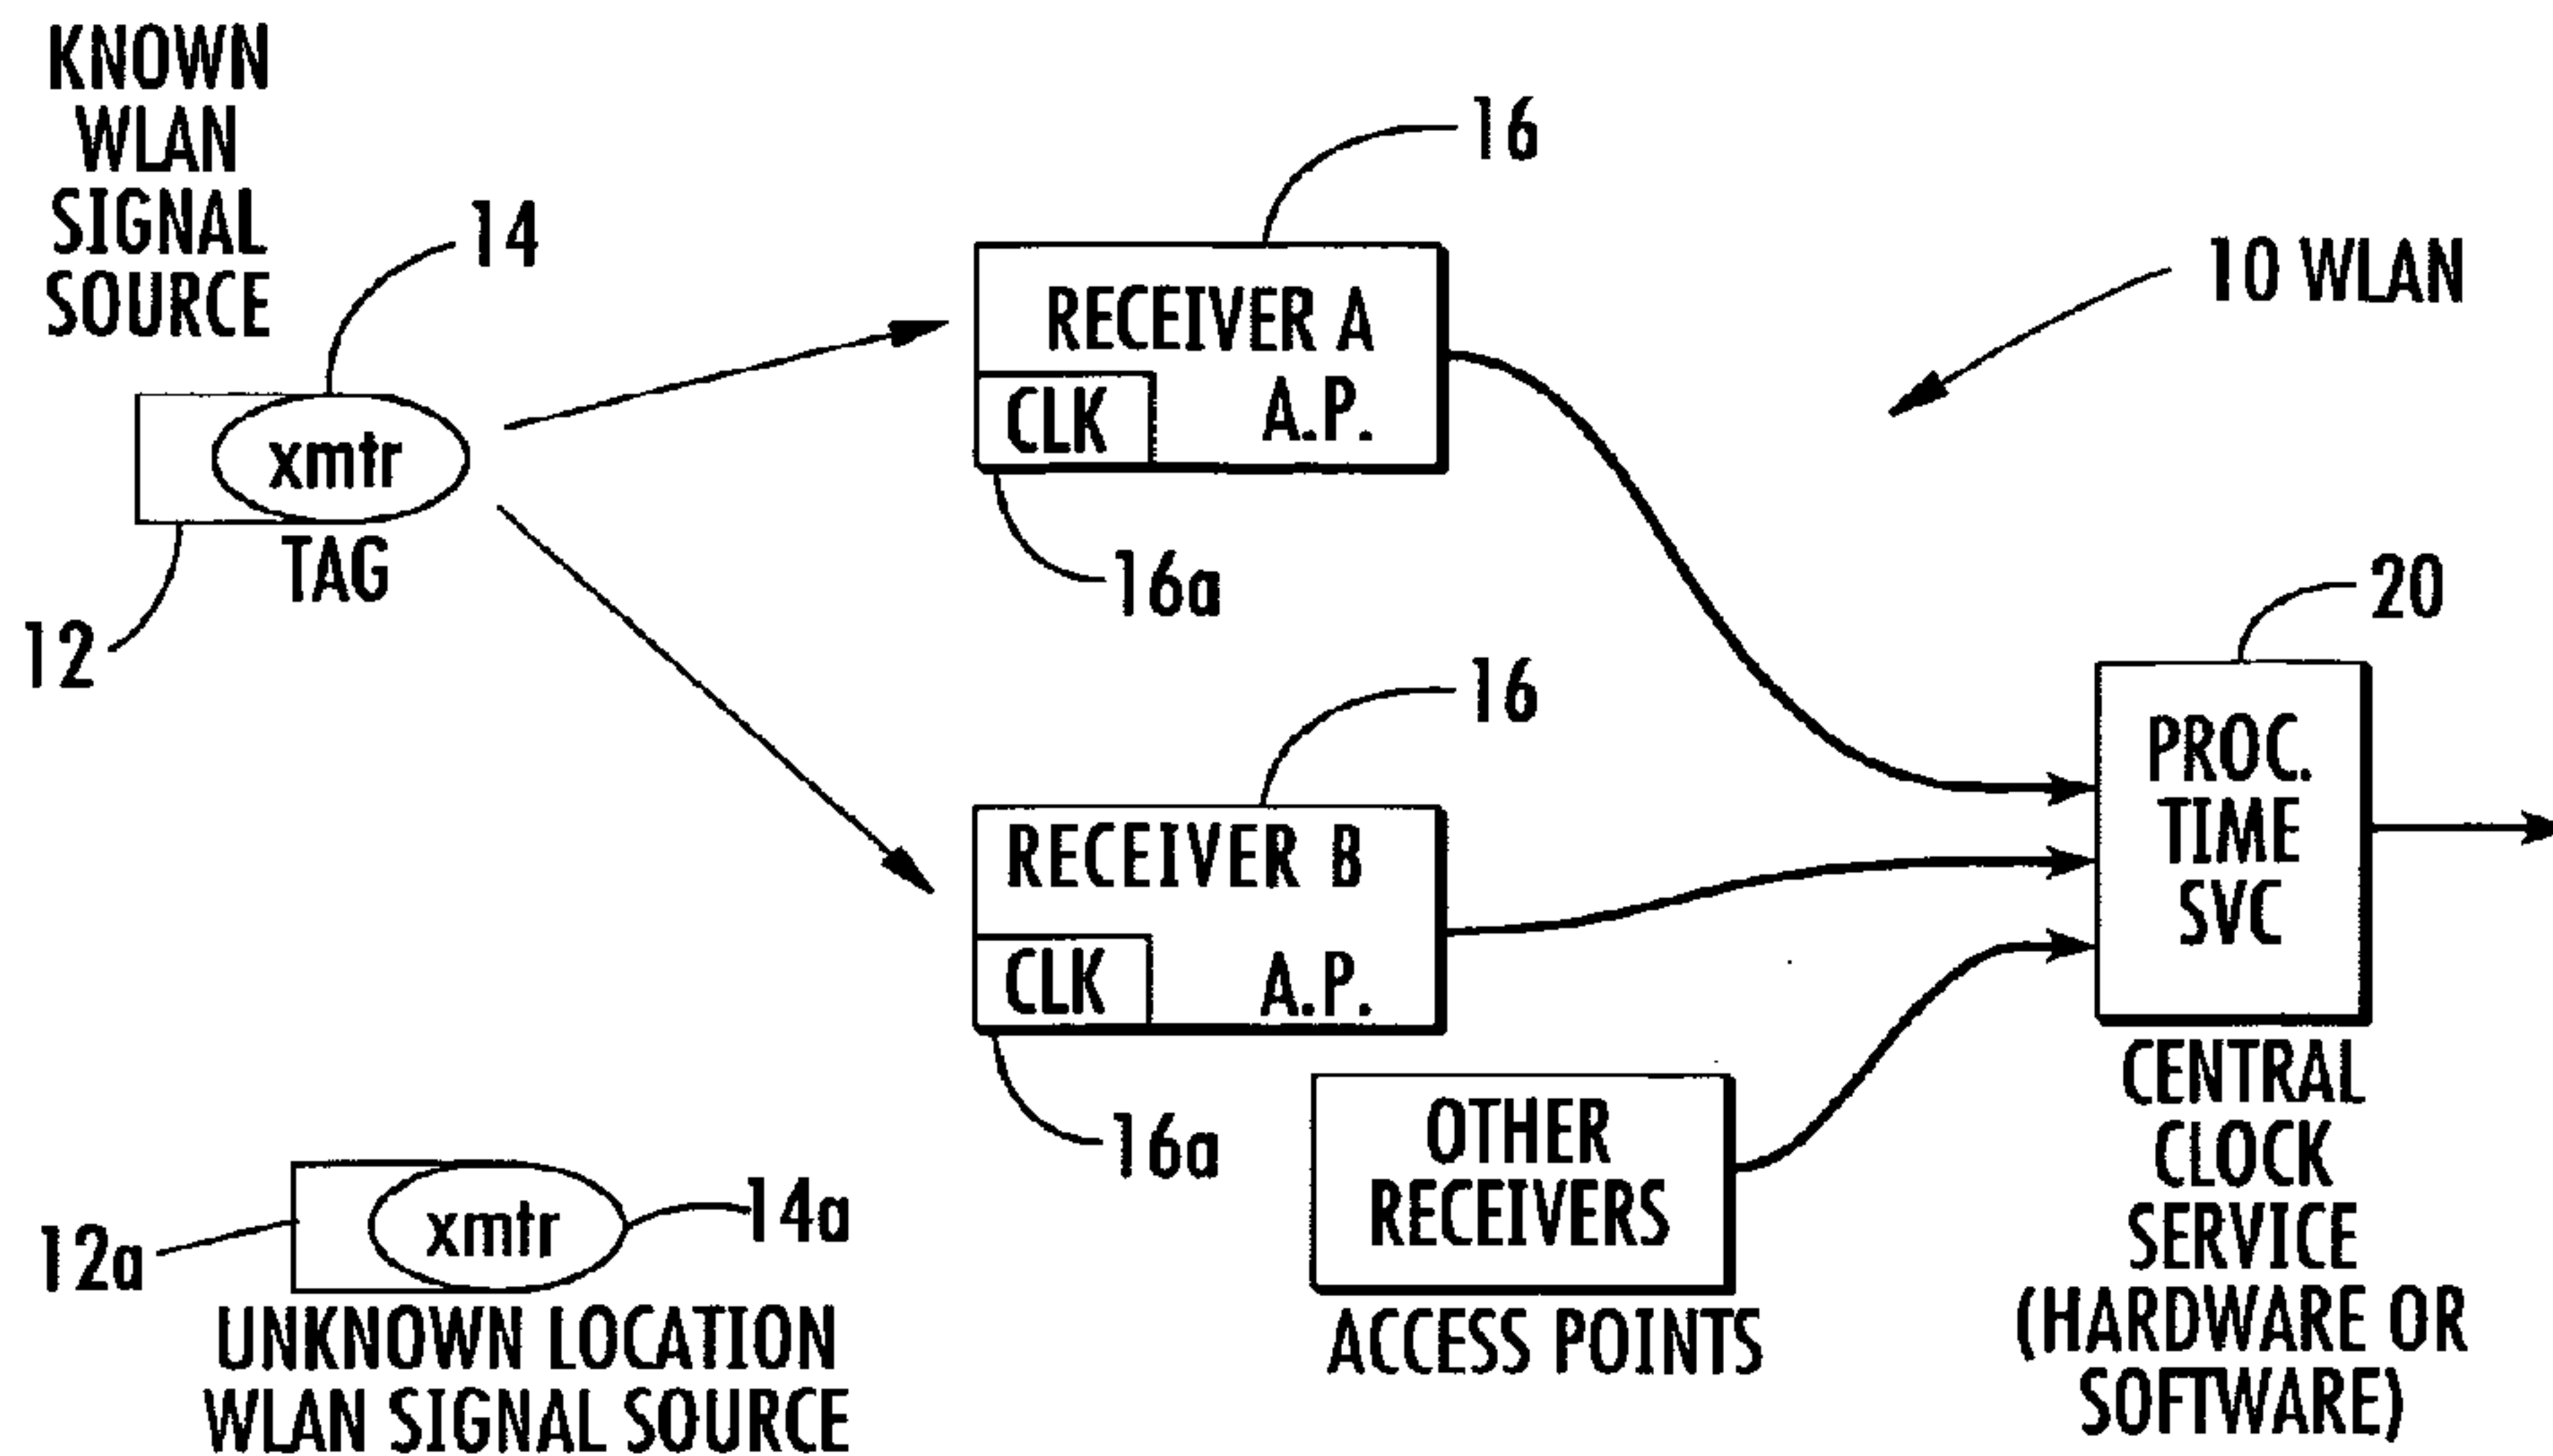 KNOWN
WLAN
SIGNAL
SOURCE
14
xmtr
TAG
12
16
RECEIVER A
CLK
A.P.
16a
10 WLAN
16
RECEIVER B
CLK
A.P.
16a
20
PROC.
TIME
SVC
CENTRAL
CLOCK
SERVICE
(HARDWARE OR
SOFTWARE)
OTHER
RECEIVERS
ACCESS POINTS
12a
xmtr
14a
UNKNOWN LOCATION
WLAN SIGNAL SOURCE